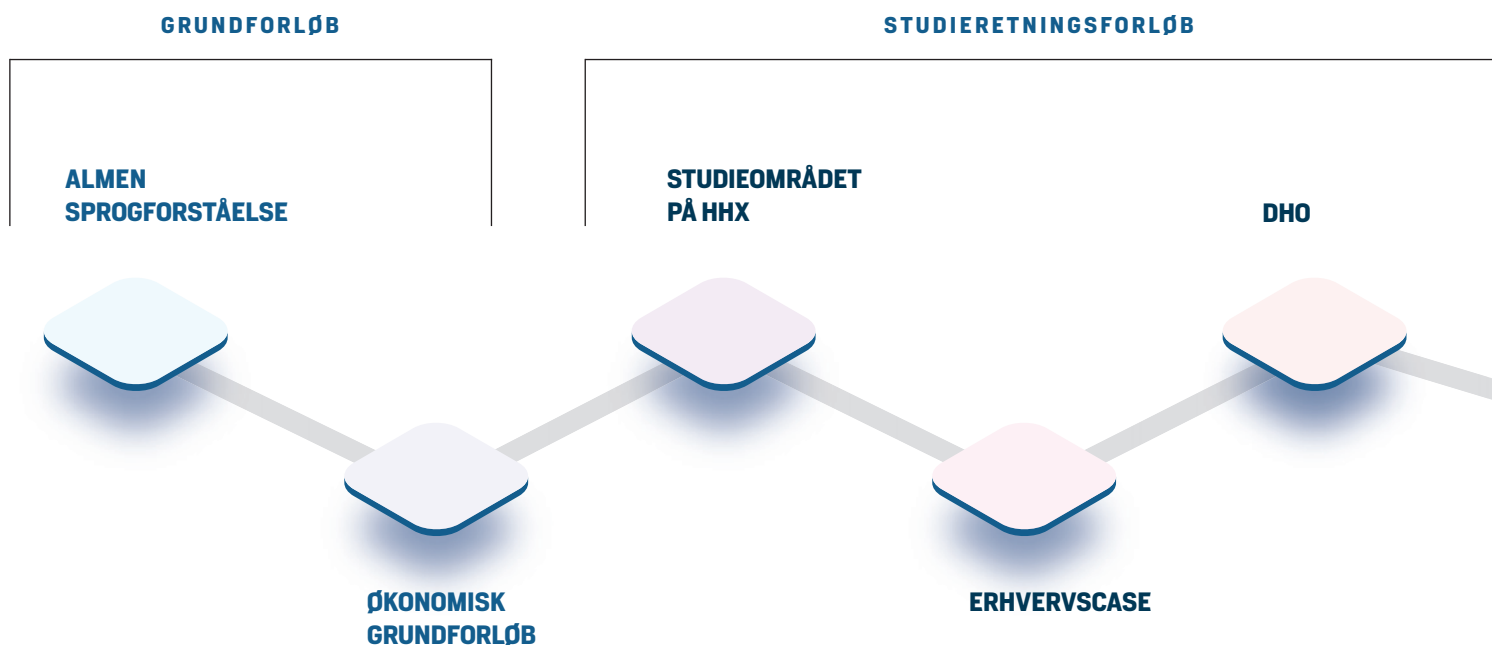 GRUNDFORLØB
STUDIERETNINGSFORLØB
ALMEN
SPROGFORSTÅELSE
STUDIEOMRÅDET
PÅ HHX
DHO
ØKONOMISK
GRUNDFORLØB
ERHVERVSCASE